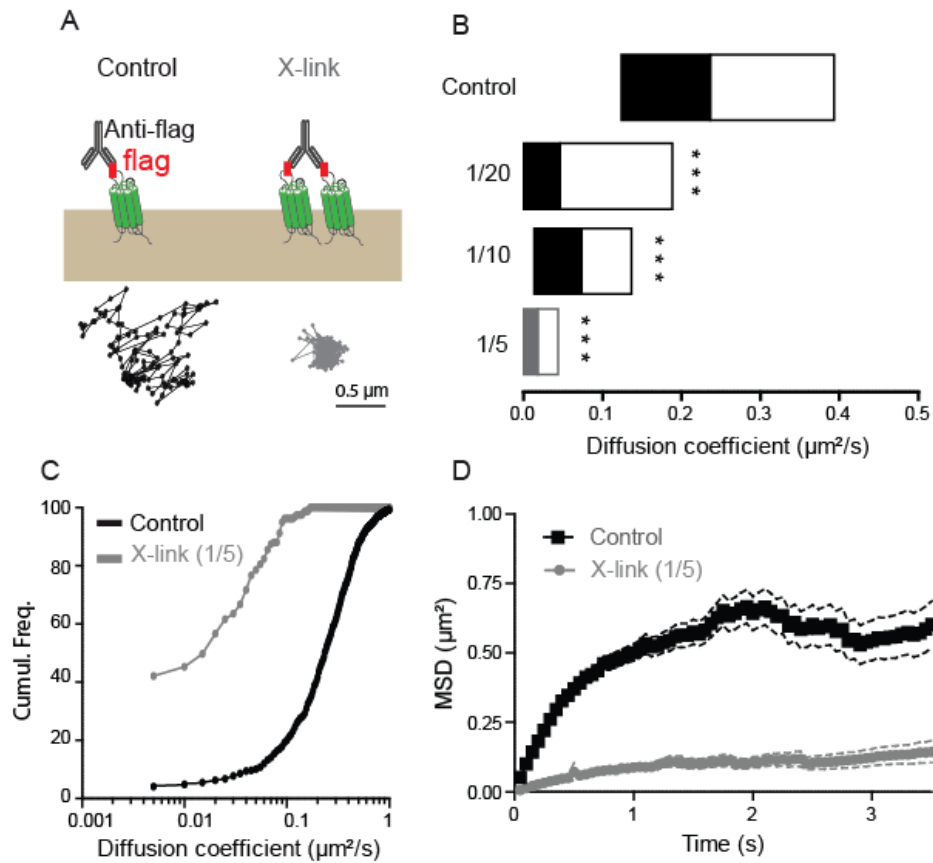 A
Control
X-link
Anti-flag
flag
0.5 µm
B
Control
1/20
***
1/10
***
1/5
***
0.0 0.1 0.2 0.3 0.4 0.5
Diffusion coefficient (µm²/s)
C
100
80
60
40
20
0
Control
X-link (1/5)
Cumul. Freq.
0.001 0.01 0.1 1
Diffusion coefficient (µm²/s)
D
1.00
0.75
0.50
0.25
0.00
Control
X-link (1/5)
MSD (µm²)
0 1 2 3
Time (s)